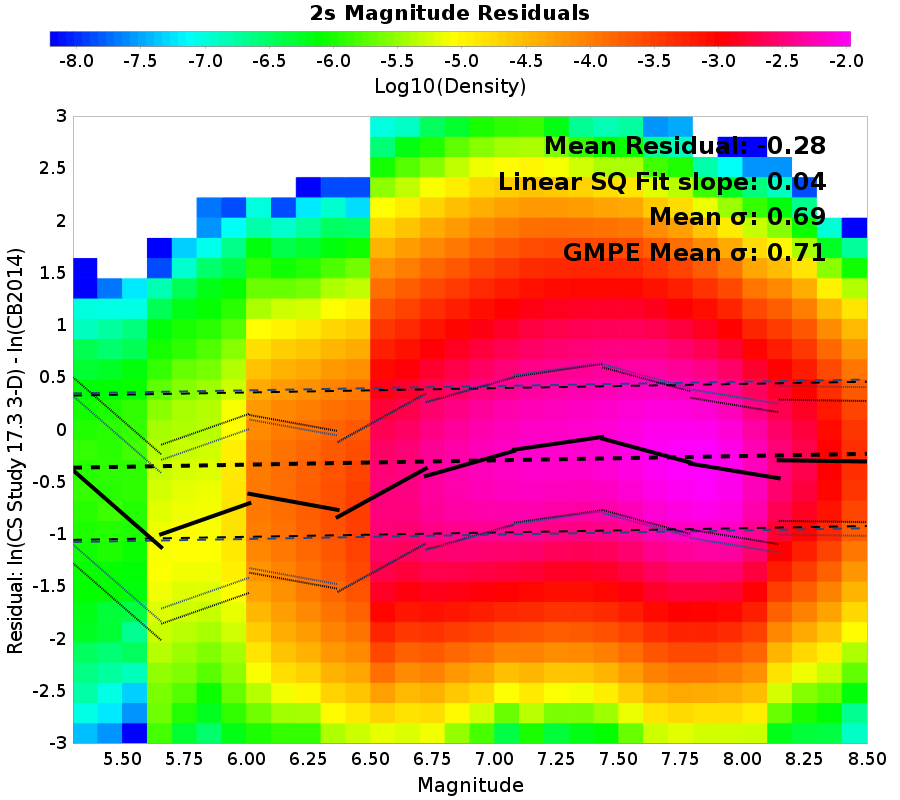 2s Magnitude Residuals
-8.0 -7.5 -7.0 -6.5 -6.0 -5.5 -5.0 -4.5 -4.0 -3.5 -3.0 -2.5 -2.0
Log10(Density)
Mean Residual: -0.28
Linear SQ Fit slope: 0.04
Mean σ: 0.69
GMPE Mean σ: 0.71
Residual: ln(CS Study 17.3 3-D) - ln(CB2014)
3
2.5
2
1.5
1
0.5
0
-0.5
-1
-1.5
-2
-2.5
-3
5.50 5.75 6.00 6.25 6.50 6.75 7.00 7.25 7.50 7.75 8.00 8.25 8.50
Magnitude